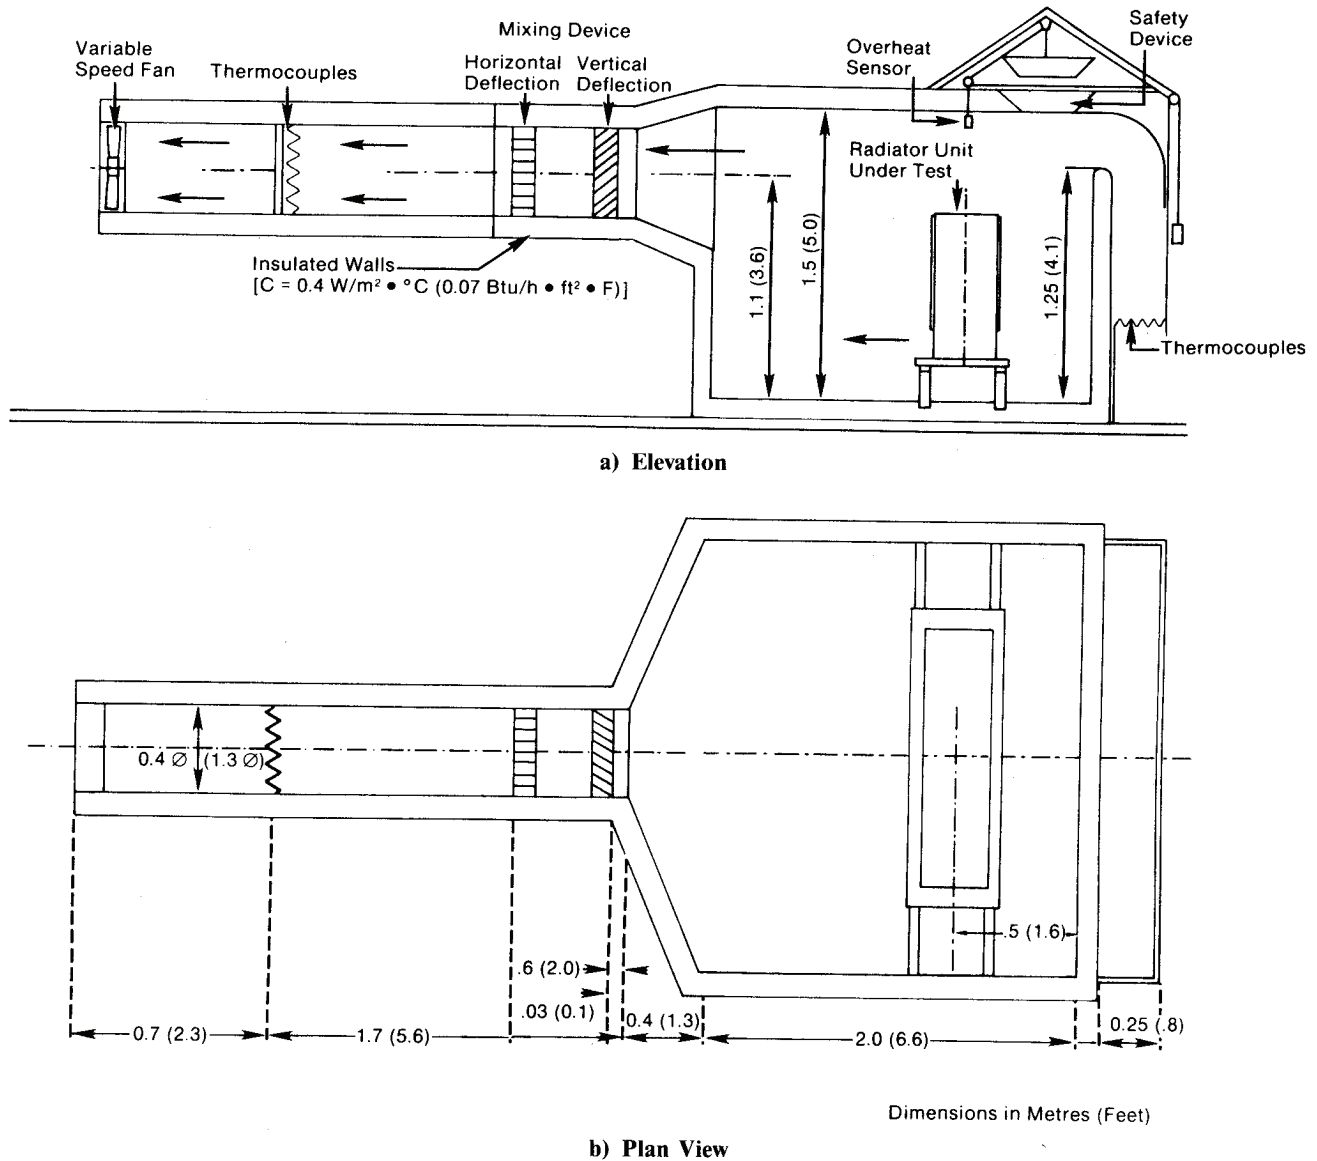 Variable
Speed Fan
Thermocouples
Mixing Device
Horizontal
Deflection
Vertical
Deflection
Overheat
Sensor
Safety
Device
Radiator Unit
Under Test
Insulated Walls
[C = 0.4 W/m² • °C (0.07 Btu/h • ft² • F)]
1.1 (3.6)
1.5 (5.0)
1.25 (4.1)
Thermocouples
a) Elevation
0.4 ∅ (1.3 ∅)
.5 (1.6)
.6 (2.0)
.03 (0.1)
0.7 (2.3)
1.7 (5.6)
0.4 (1.3)
2.0 (6.6)
0.25 (.8)
Dimensions in Metres (Feet)
b) Plan View